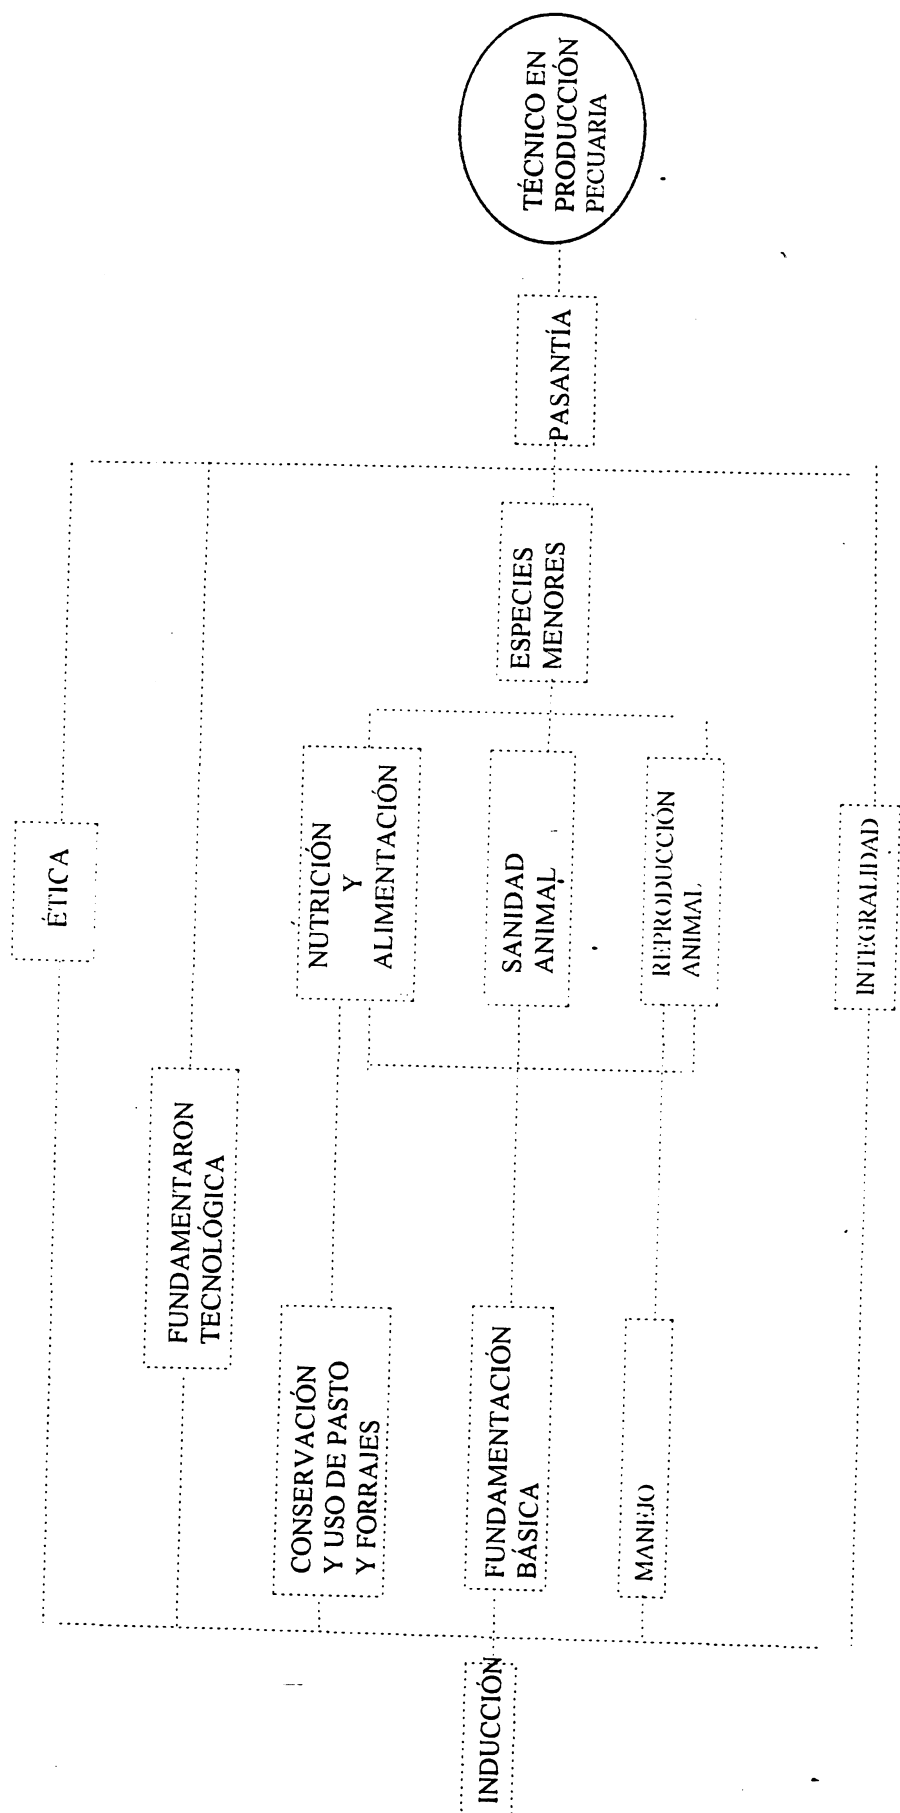 INDUCCIÓN
ÉTICA
FUNDAMENTARON
TECNOLÓGICA
CONSERVACIÓN
Y USO DE PASTO
Y FORRAJES
FUNDAMENTACIÓN
BÁSICA
MANEJO
NÚTRICIÓN
Y
ALIMENTACIÓN
SANIDAD
ANIMAL
REPRODUCCIÓN
ANIMAL
INTEGRALIDAD
ESPECIES
MENORES
PASANTÍA
TÉCNICO EN
PRODUCCIÓN
PECUARIA